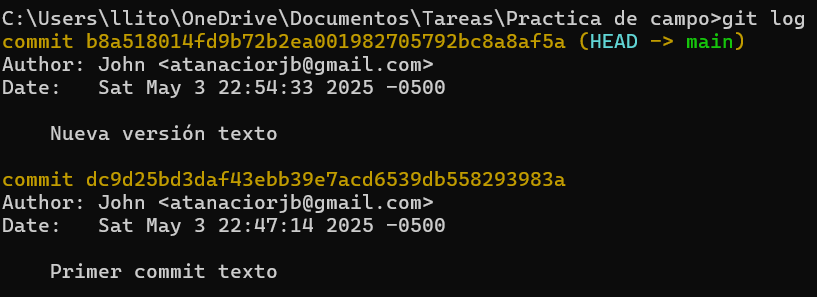 C:\Users\llito\OneDrive\Documentos\Tareas\Practica de campo>git log
commit b8a518014fd9b72b2ea001982705792bc8a8af5a (HEAD -> main)
Author: John <atanaciorjb@gmail.com>
Date:   Sat May 3 22:54:33 2025 -0500
Nueva versión texto
commit dc9d25bd3daf43ebb39e7acd6539db558293983a
Author: John <atanaciorjb@gmail.com>
Date:   Sat May 3 22:47:14 2025 -0500
Primer commit texto